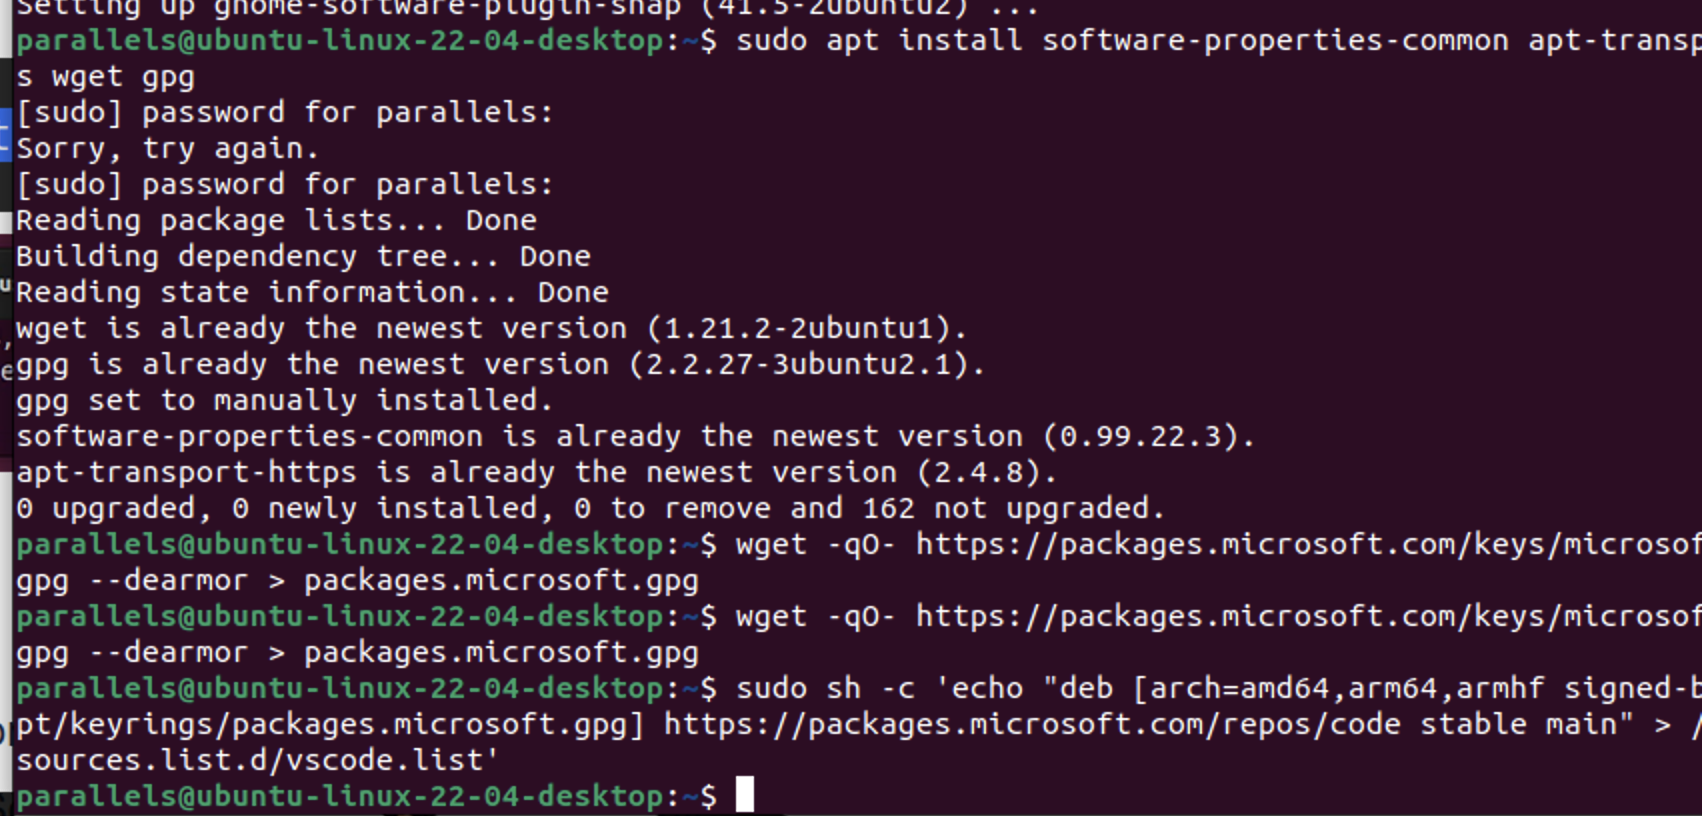 Setting up gnome-software-plugin-snap (41.5-2ubuntu2) ...
parallels@ubuntu-linux-22-04-desktop:~$ sudo apt install software-properties-common apt-transp
s wget gpg
[sudo] password for parallels:
Sorry, try again.
[sudo] password for parallels:
Reading package lists... Done
Building dependency tree... Done
Reading state information... Done
wget is already the newest version (1.21.2-2ubuntu1).
gpg is already the newest version (2.2.27-3ubuntu2.1).
gpg set to manually installed.
software-properties-common is already the newest version (0.99.22.3).
apt-transport-https is already the newest version (2.4.8).
0 upgraded, 0 newly installed, 0 to remove and 162 not upgraded.
parallels@ubuntu-linux-22-04-desktop:~$ wget -qO- https://packages.microsoft.com/keys/microsof
gpg --dearmor > packages.microsoft.gpg
parallels@ubuntu-linux-22-04-desktop:~$ wget -qO- https://packages.microsoft.com/keys/microsof
gpg --dearmor > packages.microsoft.gpg
parallels@ubuntu-linux-22-04-desktop:~$ sudo sh -c 'echo "deb [arch=amd64,arm64,armhf signed-b
pt/keyrings/packages.microsoft.gpg] https://packages.microsoft.com/repos/code stable main" > /
sources.list.d/vscode.list'
parallels@ubuntu-linux-22-04-desktop:~$